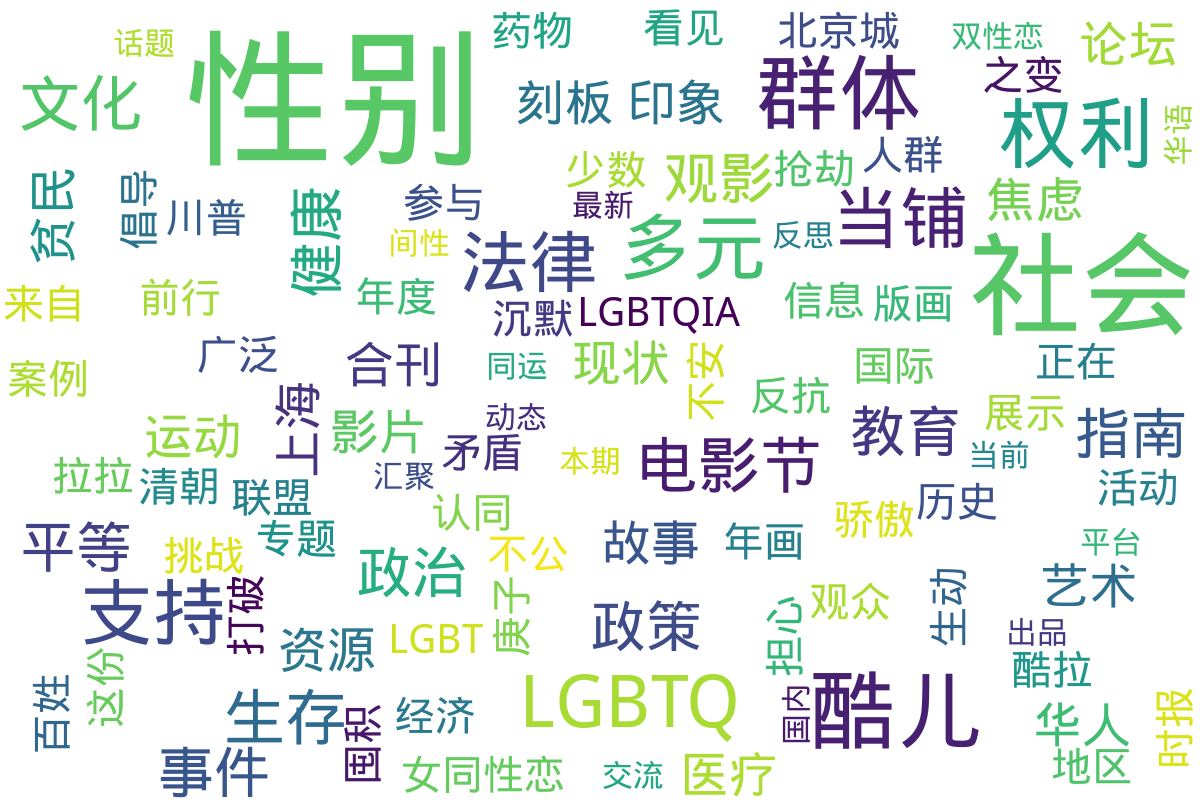 话题
药物
看见
北京城
双性恋
论坛
文化
性别
刻板
印象
群体
之变
权利
华语
少数
观影
抢劫
人群
贫民
倡导
川普
健康
参与
最新
当铺
焦虑
间性
法律
多元
反思
社会
来自
前行
年度
沉默
LGBTQIA
信息
版画
案例
广泛
合刊
同运
现状
不安
国际
正在
反抗
上海
运动
影片
动态
矛盾
本期
电影节
教育
展示
当前
指南
拉拉
清朝
联盟
汇聚
认同
骄傲
历史
活动
平等
挑战
专题
政治
不公
故事
年画
平台
支持
打破
资源
LGBT
庚子
政策
担心
观众
生动
艺术
出品
酷拉
这份
百姓
生存
囤积
经济
LGBTQ
国内
酷儿
华人
时报
事件
女同性恋
交流
医疗
地区